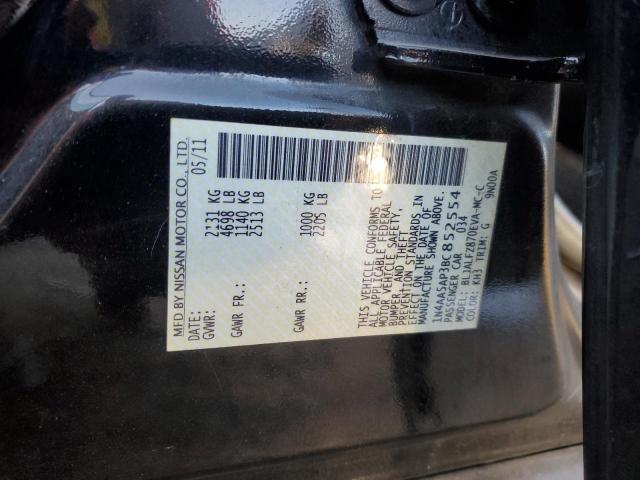 MFD BY NISSAN MOTOR CO., LTD.
DATE: 05/11
GVWR: 2131 KG
4698 LB
GAWR FR.: 1140 KG
2513 LB
GAWR RR.: 1000 KG
2205 LB
THIS VEHICLE CONFORMS TO
ALL APPLICABLE FEDERAL
MOTOR VEHICLE SAFETY,
BUMPER, AND THEFT
PREVENTION STANDARDS IN
EFFECT ON THE DATE OF
MANUFACTURE SHOWN ABOVE.
1N4AA5AP3BC852554
PASSENGER CAR 034
MODEL: BLJALFZ870EVA-MC-C
COLOR: KH3 TRIM: G 9N00A